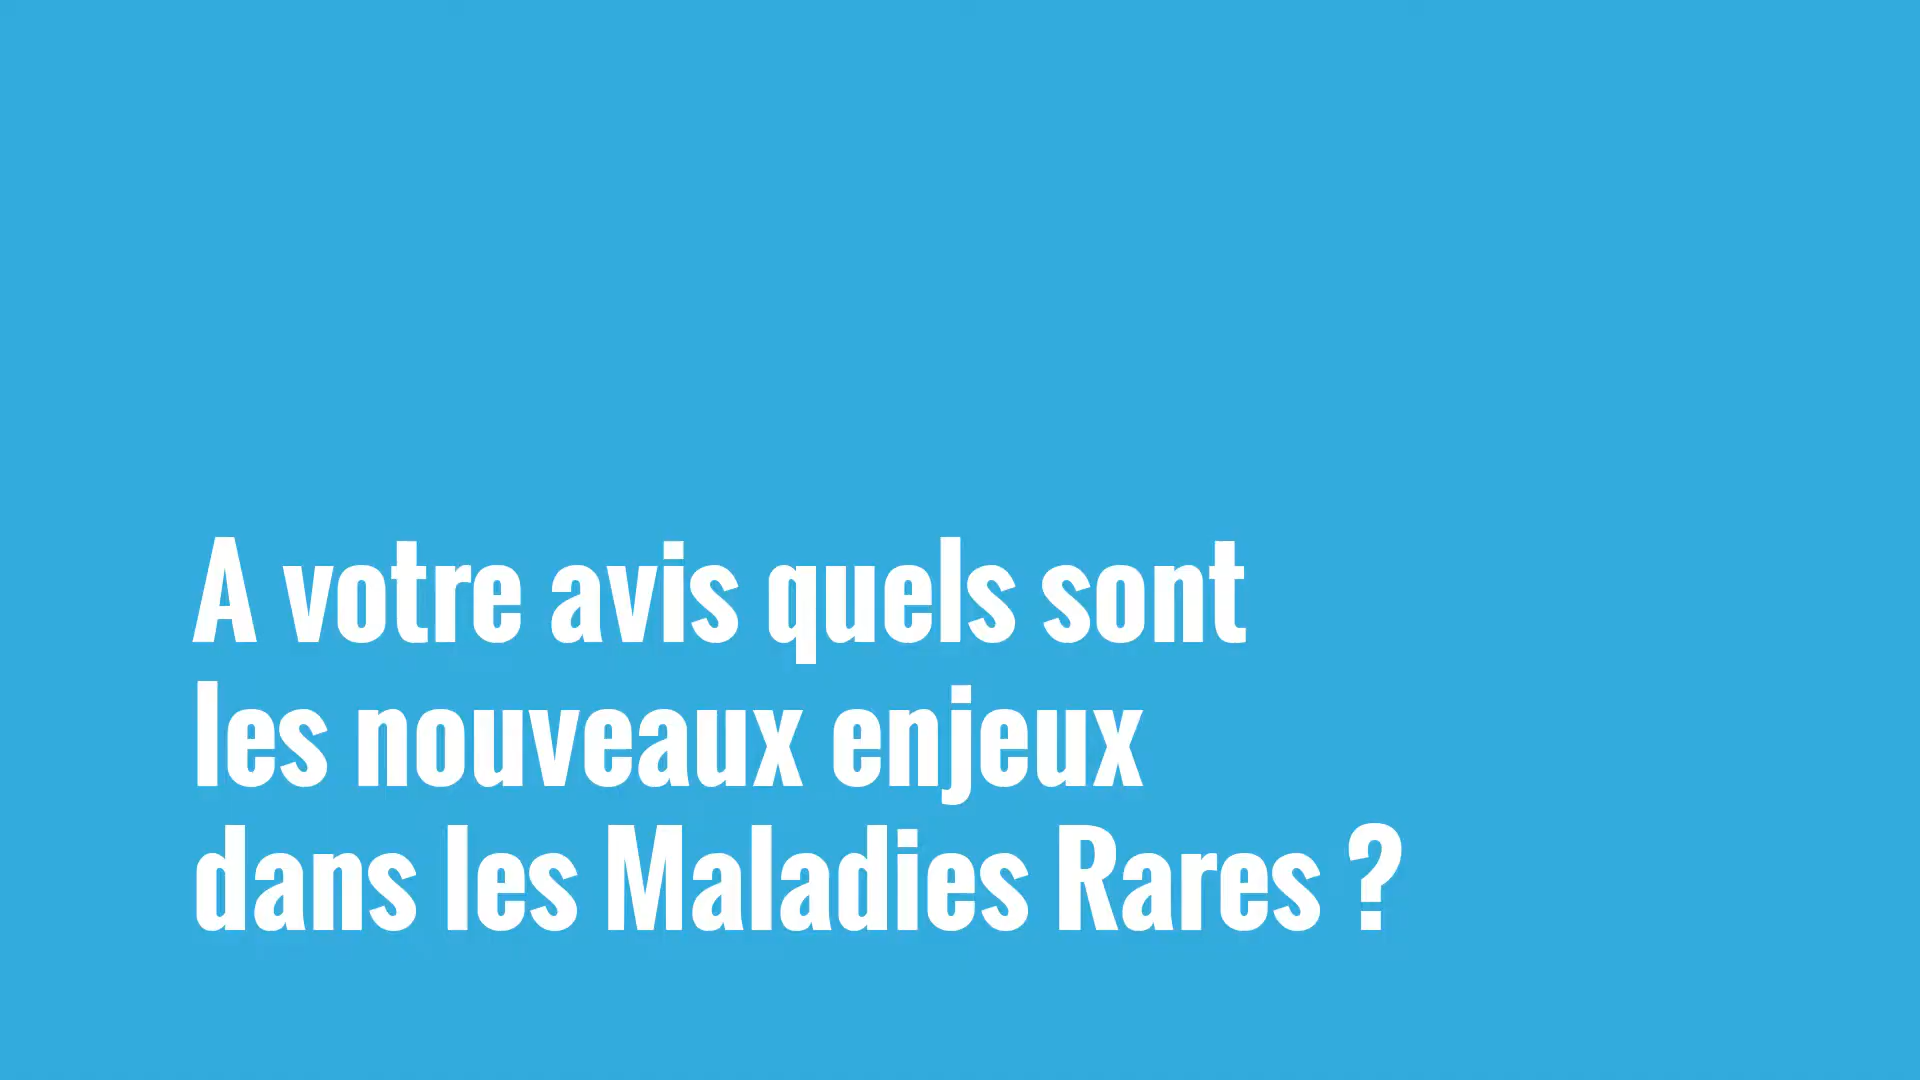 A votre avis quels sont
les nouveaux enjeux
dans les Maladies Rares ?